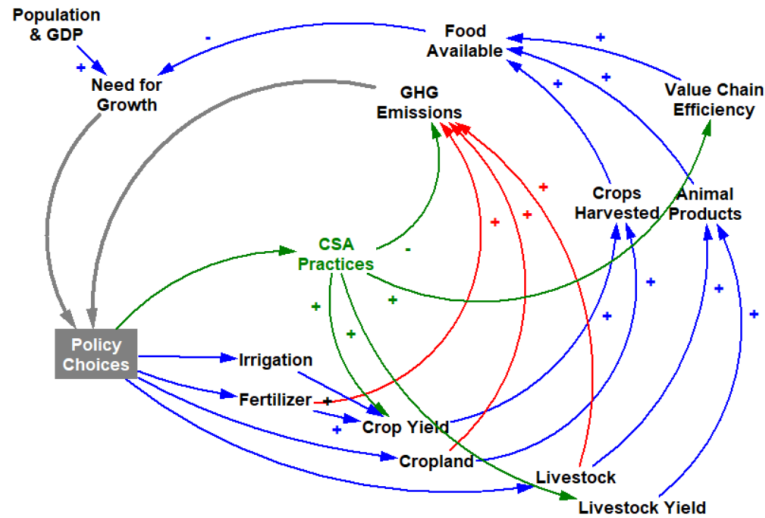 Population
& GDP
-
Food
Available
+
+
+
Need for
Growth
GHG
Emissions
+
Value Chain
Efficiency
Crops
Harvested
Animal
Products
+
+
+
CSA
Practices
-
+
+
+
+
+
+
+
Policy
Choices
Irrigation
Fertilizer
+
+
Crop Yield
Cropland
Livestock
Livestock Yield